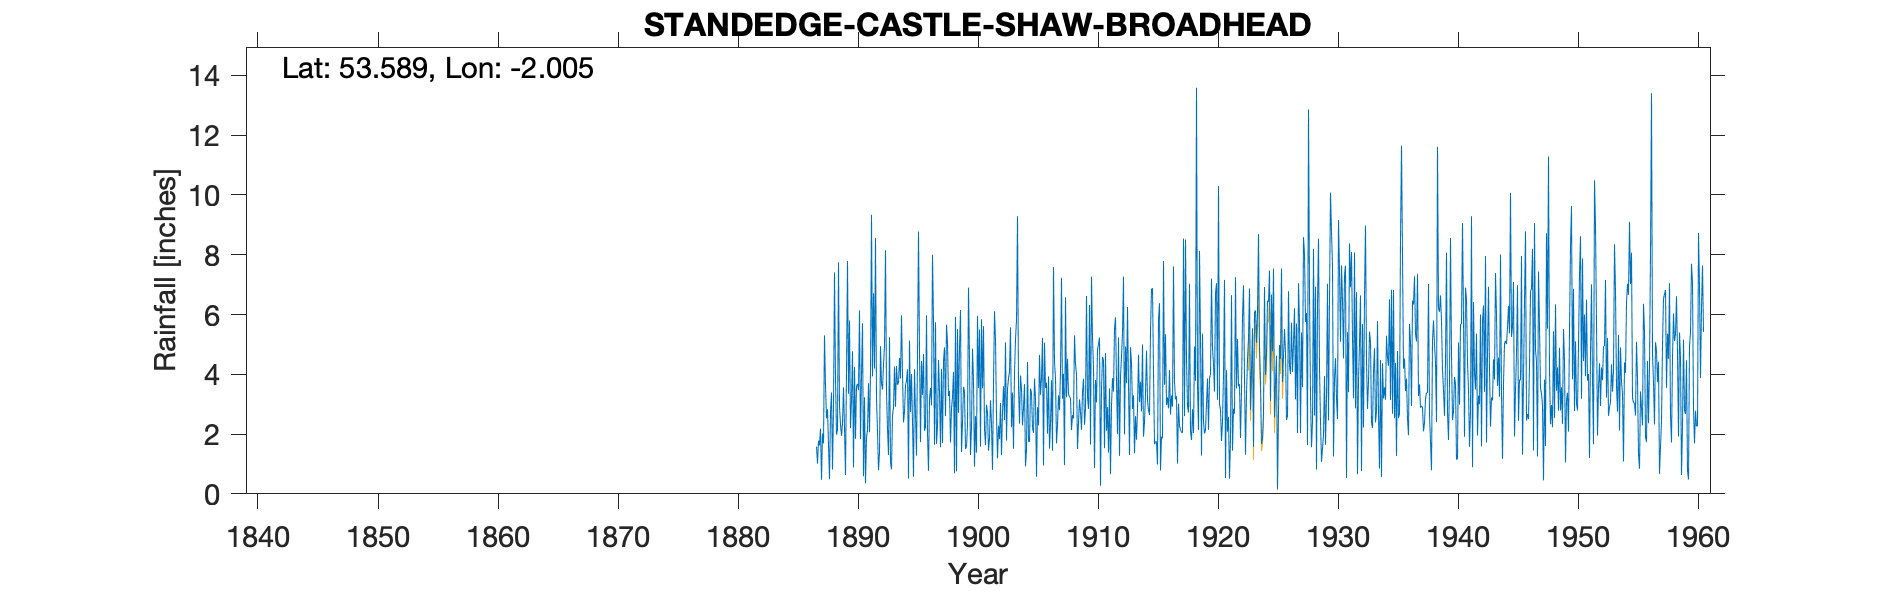 STANDEDGE-CASTLE-SHAW-BROADHEAD
Lat: 53.589, Lon: -2.005
14
12
10
8
6
4
2
0
Rainfall [inches]
1840 1850 1860 1870 1880 1890 1900 1910 1920 1930 1940 1950 1960
Year